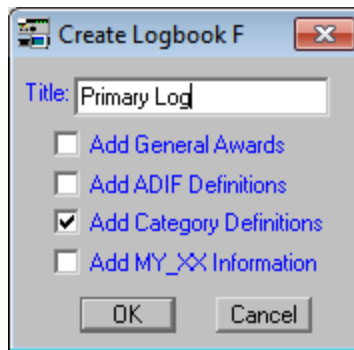 Create Logbook F
Title: Primary Log
Add General Awards
Add ADIF Definitions
Add Category Definitions
Add MY_XX Information
OK Cancel